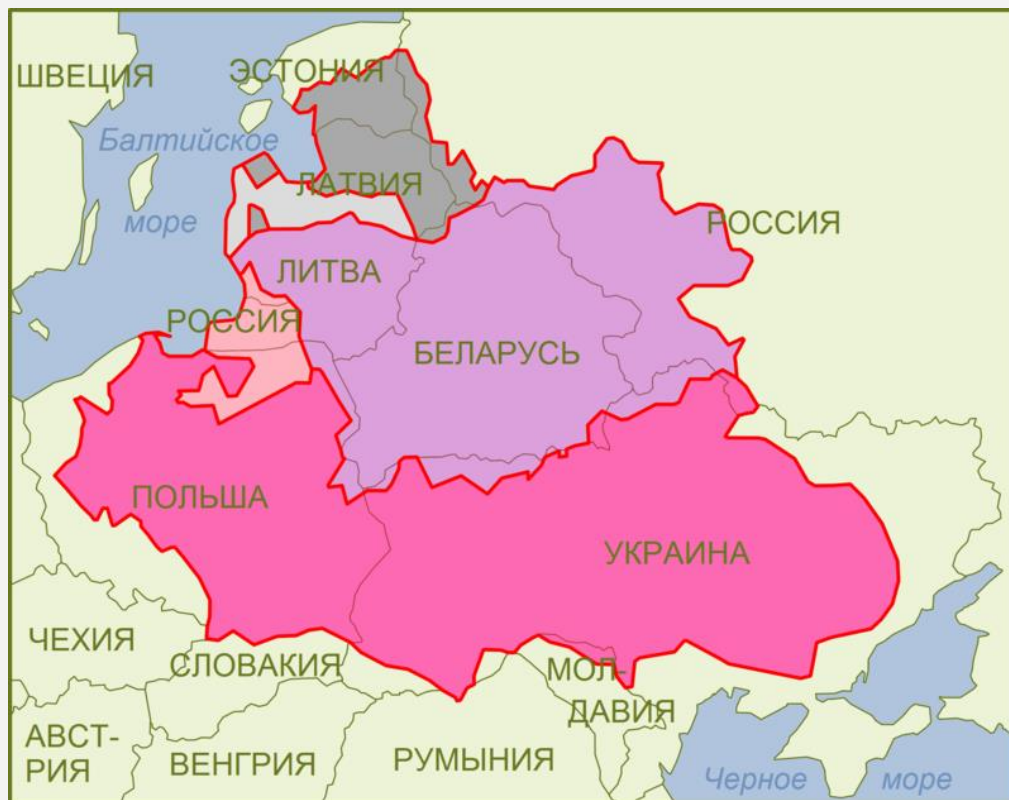 ШВЕЦИЯ
ЭСТОНИЯ
Балтийское
море
ЛАТВИЯ
РОССИЯ
ЛИТВА
РОССИЯ
БЕЛАРУСЬ
ПОЛЬША
УКРАИНА
ЧЕХИЯ
СЛОВАКИЯ
МОЛ-
ДАВИЯ
АВСТ-
РИЯ
ВЕНГРИЯ
РУМЫНИЯ
Черное море